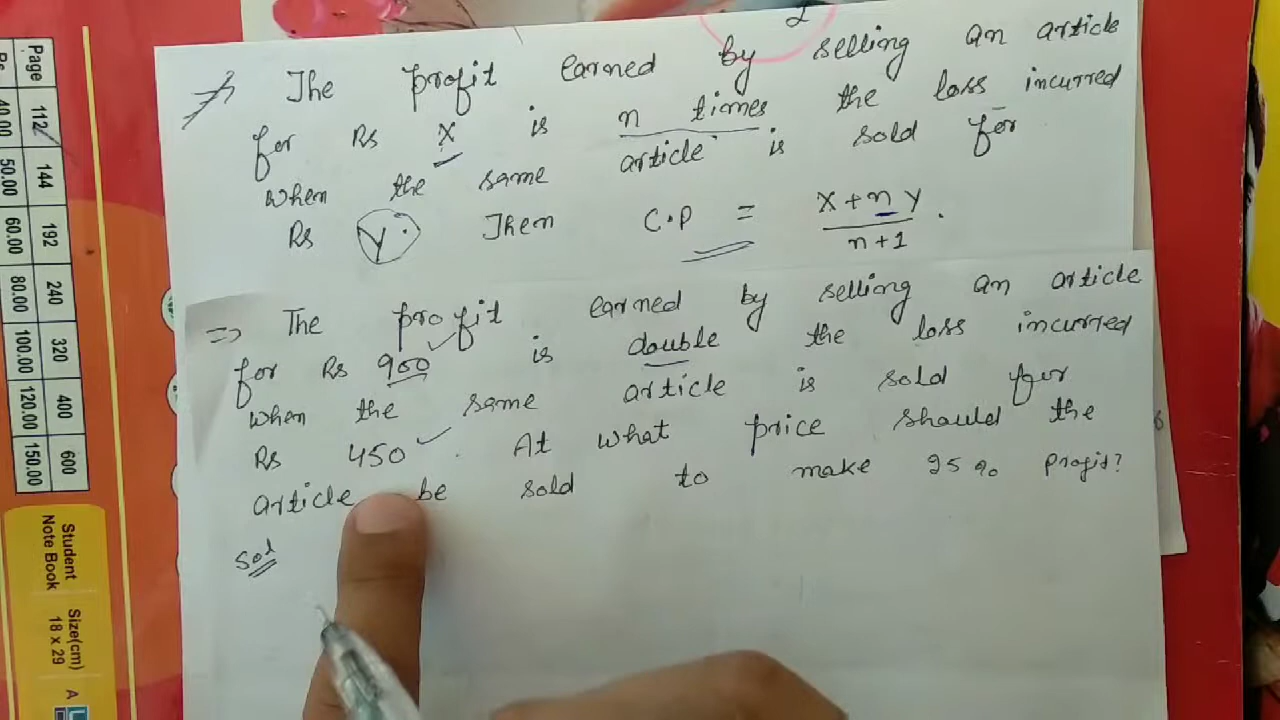 2
The profit earned by selling an article
for Rs X is n times the loss incurred
when the same article is sold for
Rs Y Then C.P = X+nY / n+1 .
=> The profit earned by selling an article
for Rs 900 is double the loss incurred
when the same article is sold for
Rs 450 . At what price should the
article be sold to make 25% profit?
Sol
Page 112 144 192 240 320 400 600
Rs 40.00 50.00 60.00 80.00 100.00 120.00 150.00
Student
Note Book
Size(cm)
18 x 29
A